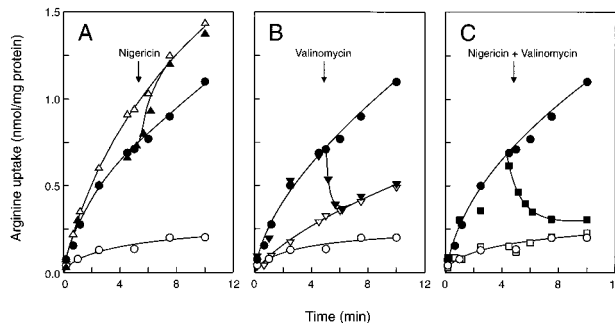 A
B
C
Nigericin
Valinomycin
Nigericin + Valinomycin
Arginine uptake (nmol/mg protein)
1.5
1.0
0.5
0.0
0 4 8 12
0 4 8 12
0 4 8 12
Time (min)